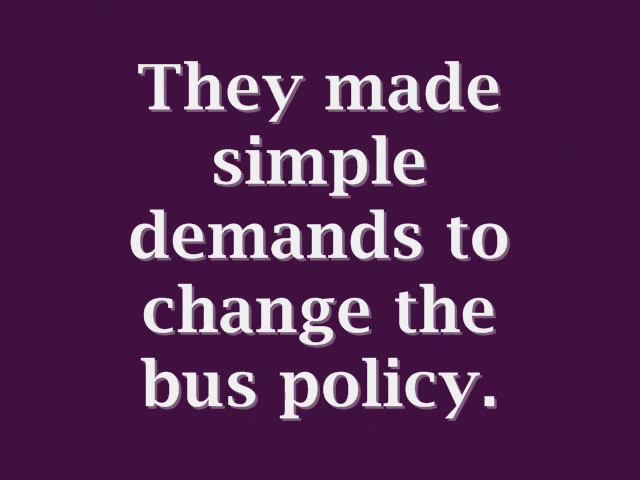 They made
simple
demands to
change the
bus policy.